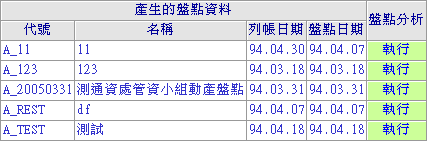 產生的盤點資料 盤點分析
代號 名稱 列帳日期 盤點日期
A_11 11 94.04.30 94.04.07 執行
A_123 123 94.03.18 94.03.18 執行
A_20050331 測通資處管資小組動產盤點 94.03.31 94.03.31 執行
A_REST df 94.04.07 94.04.07 執行
A_TEST 測試 94.04.18 94.04.18 執行